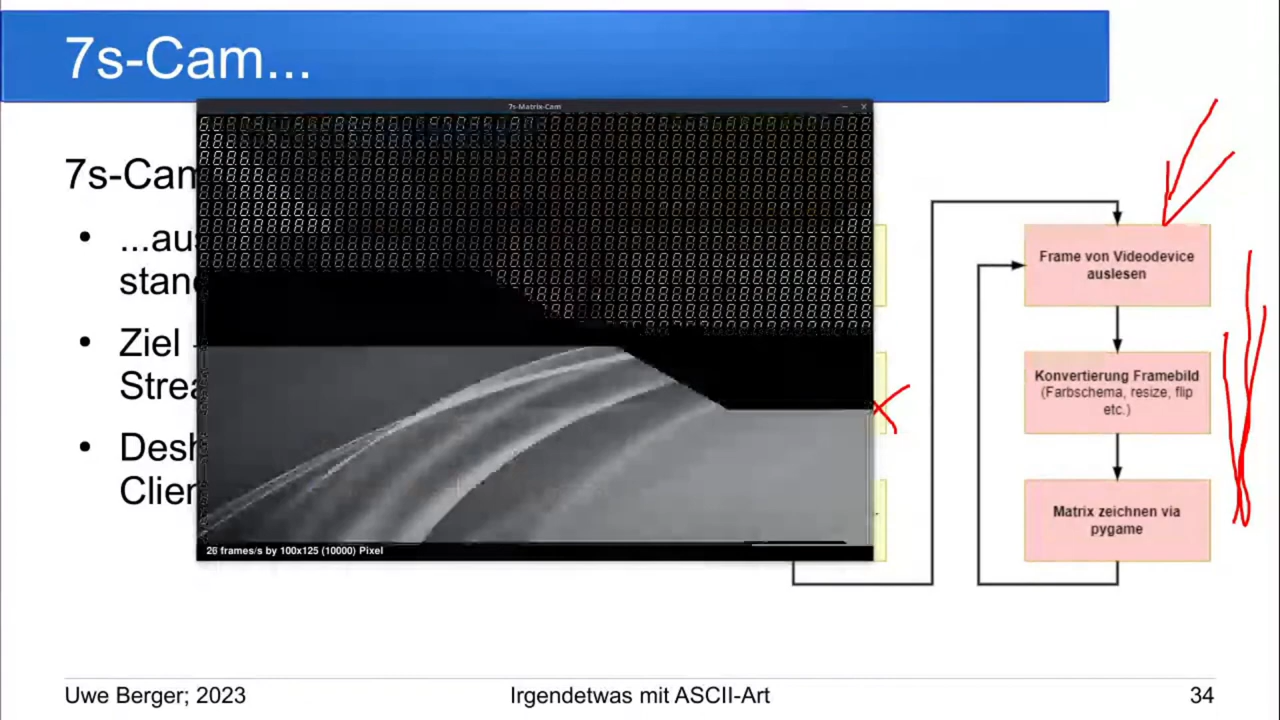 7s-Cam...
7s-Matrix-Cam
7s-Cam
...aus
stand
Ziel -
Strea
Desh
Clien
26 frames/s by 100x125 (10000) Pixel
Frame von Videodevice
auslesen
Konvertierung Framebild
(Farbschema, resize, flip
etc.)
Matrix zeichnen via
pygame
Uwe Berger; 2023
Irgendetwas mit ASCII-Art
34